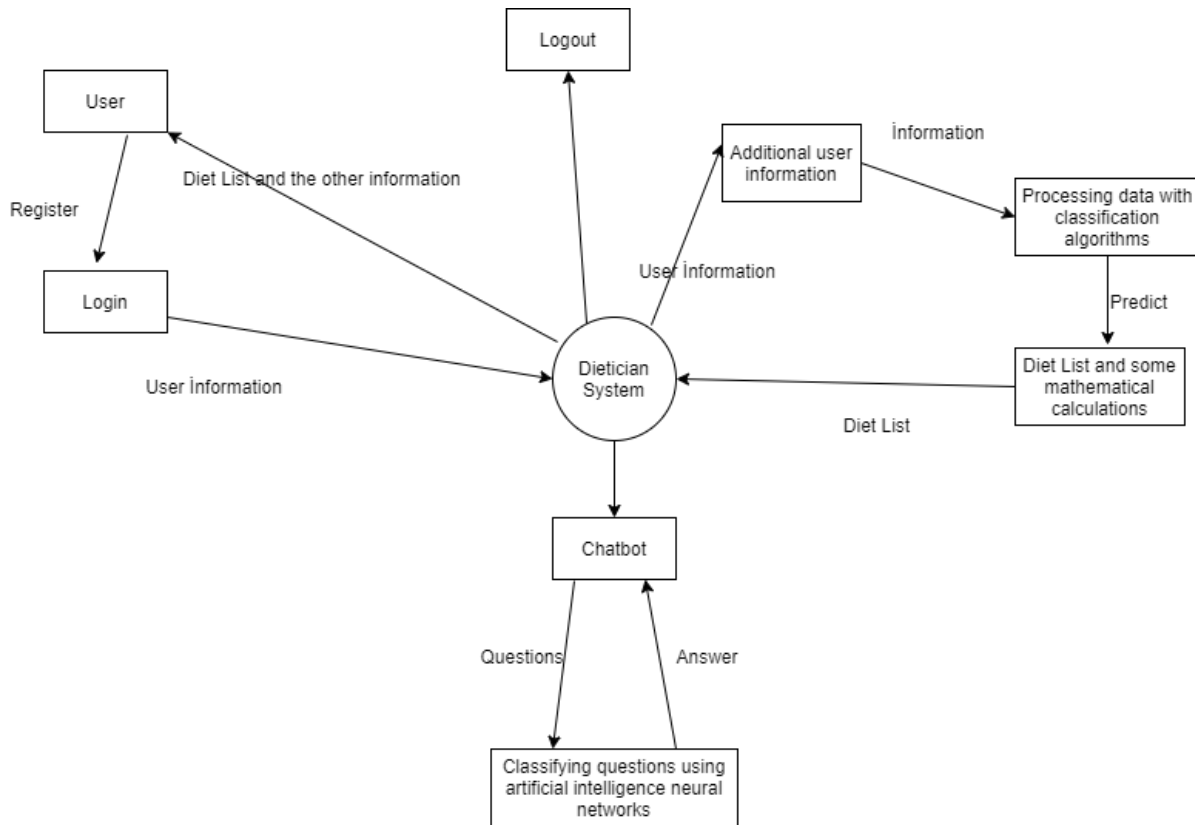 Logout
User
Additional user
information
İnformation
Diet List and the other information
Processing data with
classification
algorithms
Register
User İnformation
Login
Predict
Dietician
System
Diet List and some
mathematical
calculations
User İnformation
Diet List
Chatbot
Questions
Answer
Classifying questions using
artificial intelligence neural
networks